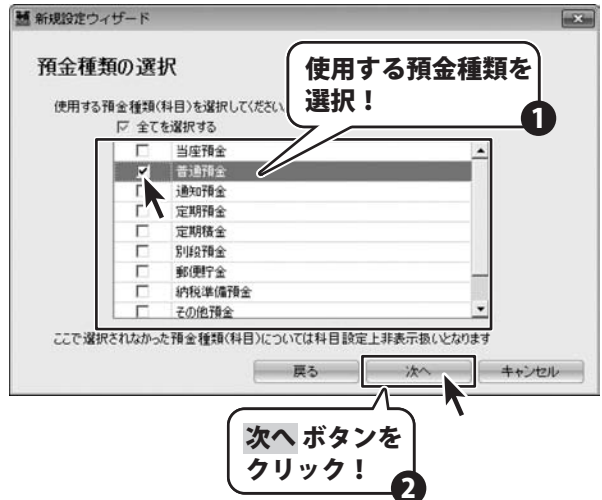 新規設定ウィザード
預金種類の選択
使用する預金種類を
選択！
❶
使用する預金種類(科目)を選択してください
全てを選択する
当座預金
普通預金
通知預金
定期預金
定期積金
別段預金
郵便貯金
納税準備預金
その他預金
ここで選択されなかった預金種類(科目)については科目設定上非表示扱いとなります
戻る
次へ
キャンセル
次へ ボタンを
クリック！
❷